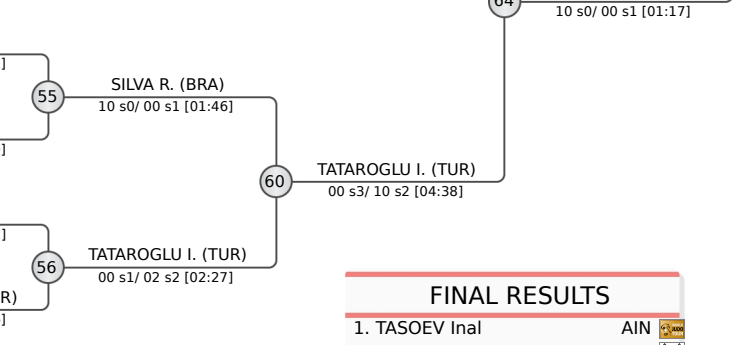 64
10 s0/ 00 s1 [01:17]
]
SILVA R. (BRA)
55
10 s0/ 00 s1 [01:46]
]
TATAROGLU I. (TUR)
60
00 s3/ 10 s2 [04:38]
]
TATAROGLU I. (TUR)
56
00 s1/ 02 s2 [02:27]
R)
]
FINAL RESULTS
1. TASOEV Inal AIN